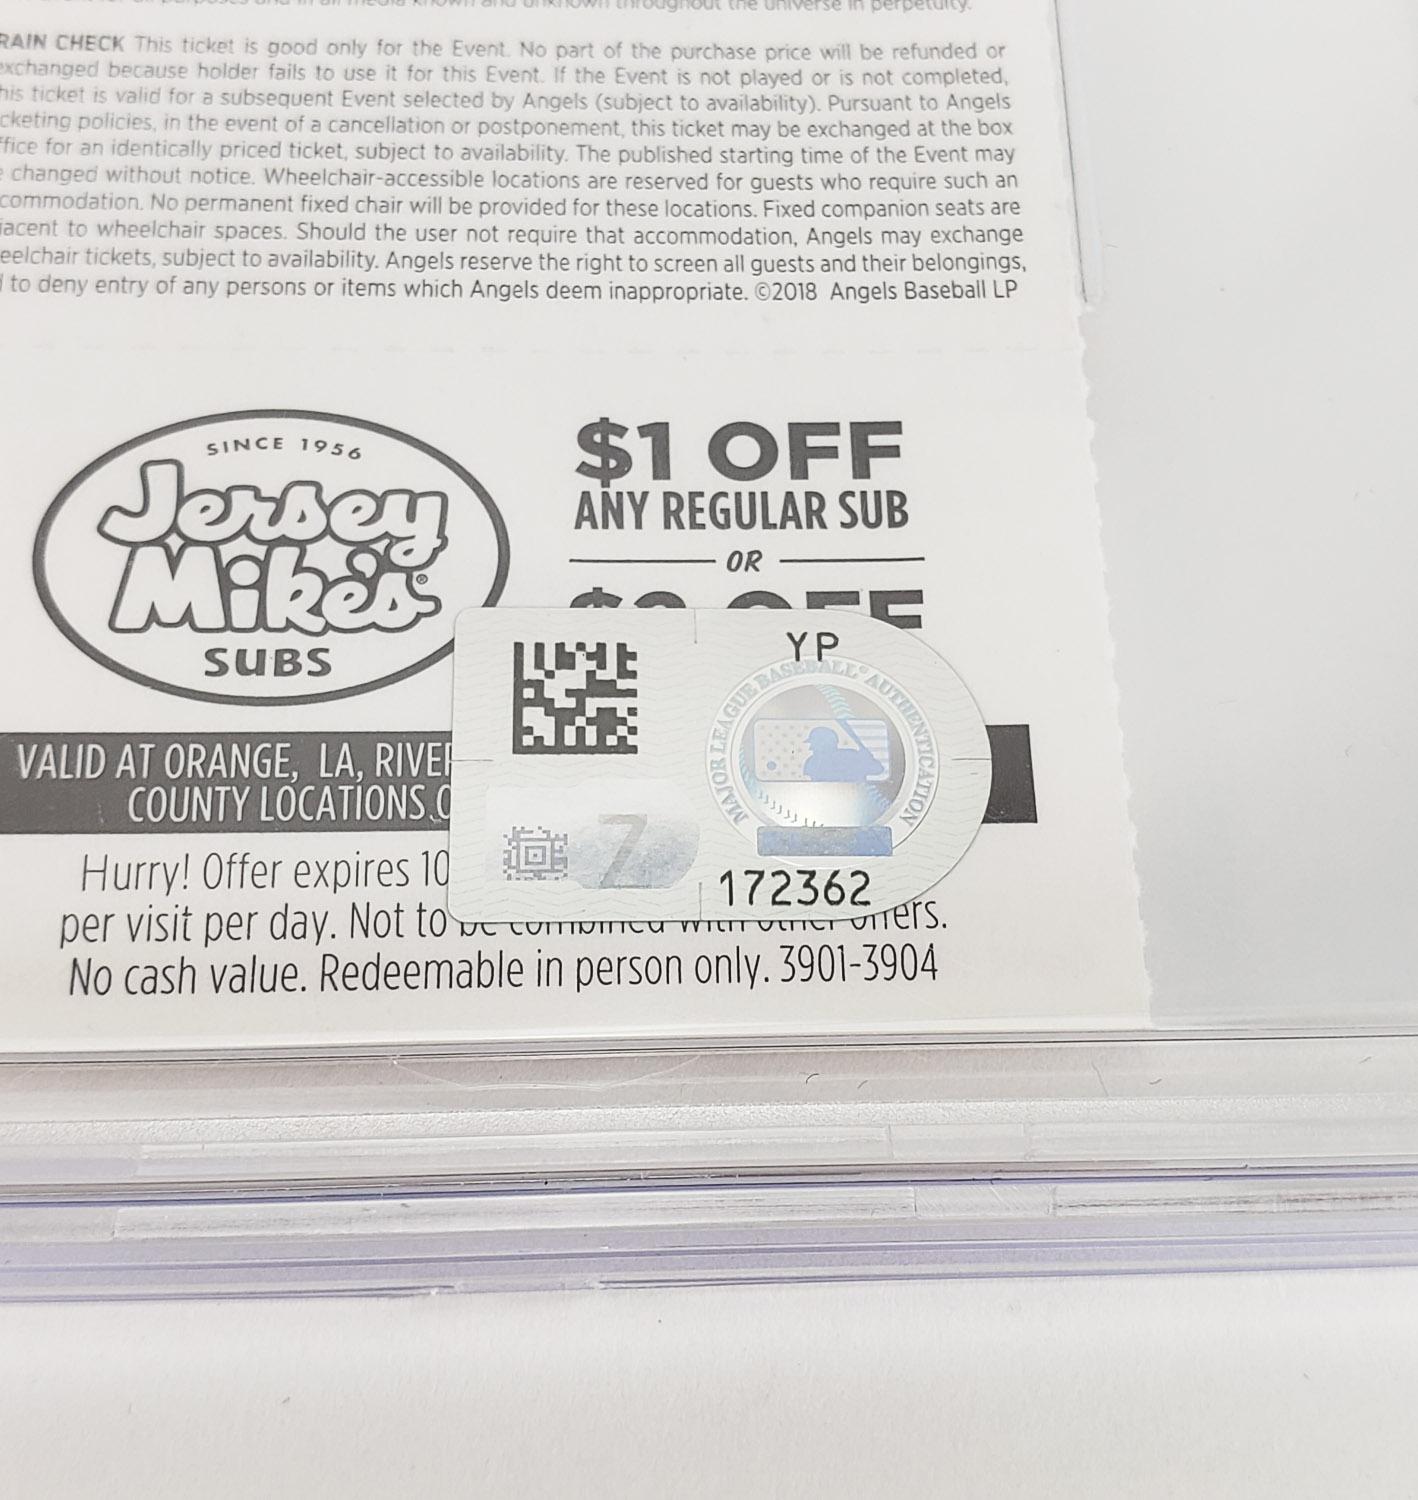 RAIN CHECK This ticket is good only for the Event. No part of the purchase price will be refunded or
exchanged because holder fails to use it for this Event. If the Event is not played or is not completed,
his ticket is valid for a subsequent Event selected by Angels (subject to availability). Pursuant to Angels
cketing policies, in the event of a cancellation or postponement, this ticket may be exchanged at the box
ffice for an identically priced ticket, subject to availability. The published starting time of the Event may
changed without notice. Wheelchair-accessible locations are reserved for guests who require such an
commodation. No permanent fixed chair will be provided for these locations. Fixed companion seats are
jacent to wheelchair spaces. Should the user not require that accommodation, Angels may exchange
eelchair tickets, subject to availability. Angels reserve the right to screen all guests and their belongings,
to deny entry of any persons or items which Angels deem inappropriate. ©2018 Angels Baseball LP
SINCE 1956
Jersey
Mike's®
SUBS
$1 OFF
ANY REGULAR SUB
OR
OFF
YP
MAJOR LEAGUE BASEBALL AUTHENTICATION
Z
172362
VALID AT ORANGE, LA, RIVE
COUNTY LOCATIONS
Hurry! Offer expires 10
per visit per day. Not to be combined with other offers.
No cash value. Redeemable in person only. 3901-3904